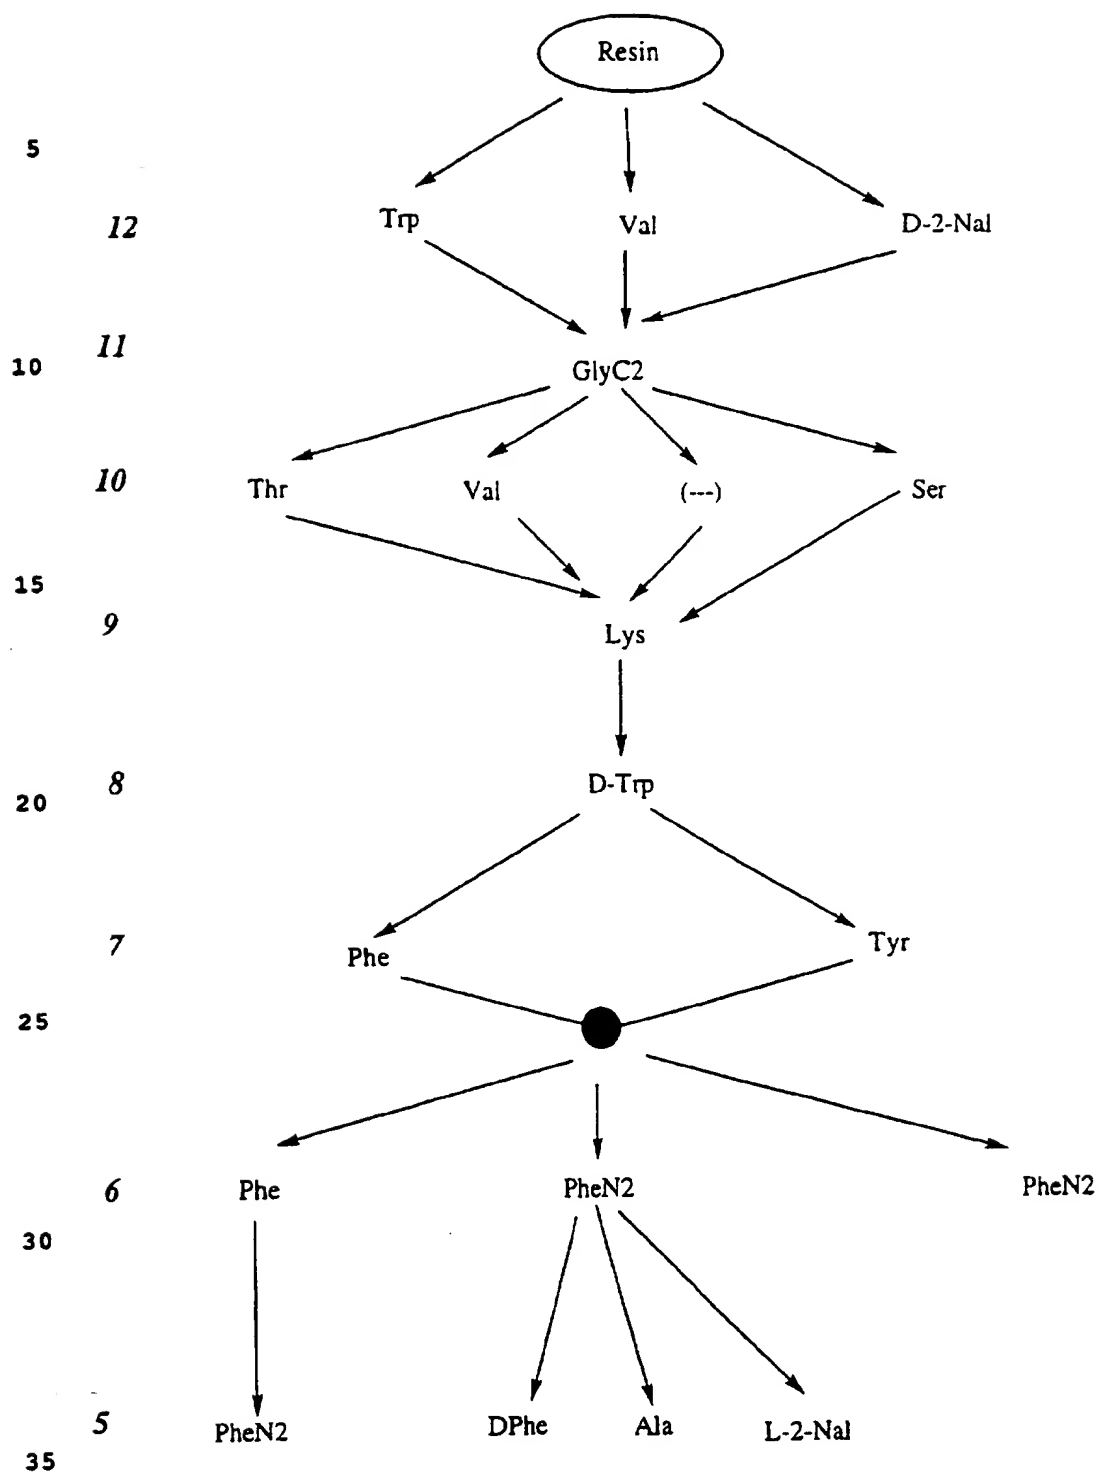 Resin
5
12 Trp Val D-2-Nal
11
10 GlyC2
10 Thr Val (---) Ser
15
9 Lys
8 D-Trp
20
7 Phe Tyr
25
6 Phe PheN2 PheN2
30
5 PheN2 DPhe Ala L-2-Nal
35